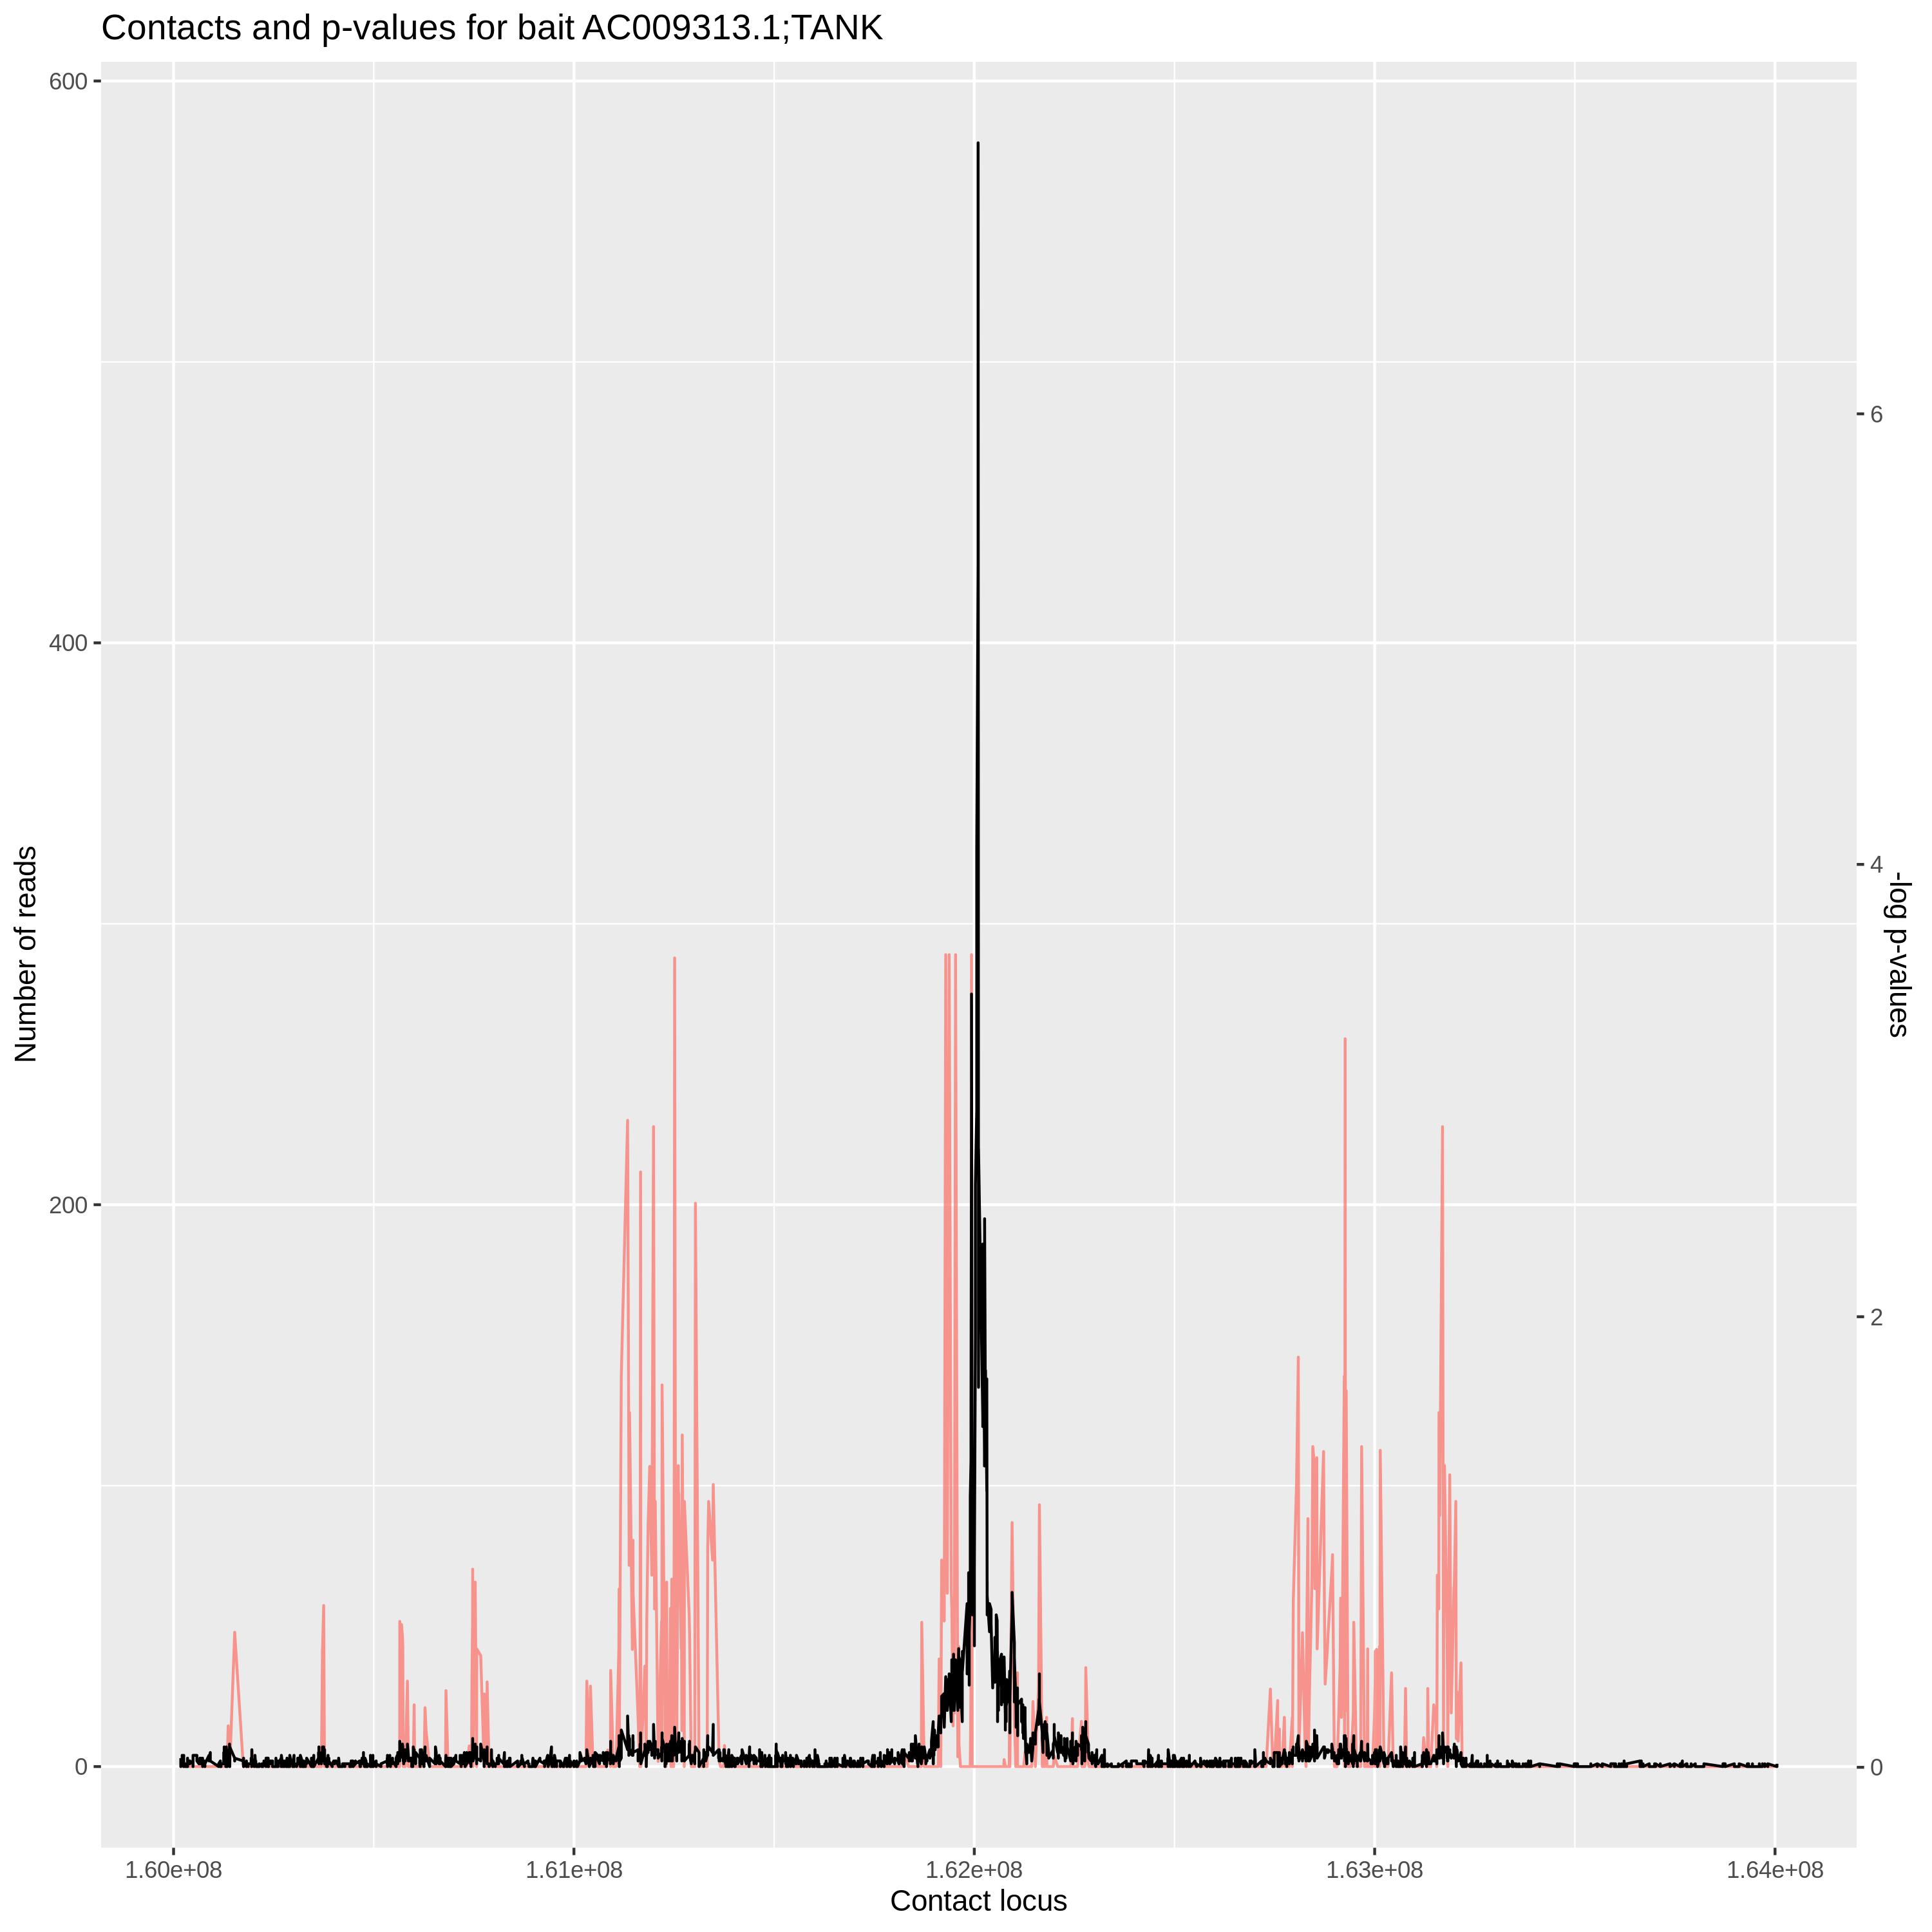 Contacts and p-values for bait AC009313.1;TANK
600
400
200
0
Number of reads
6
4
2
0
-log p-values
1.60e+08
1.61e+08
1.62e+08
1.63e+08
1.64e+08
Contact locus